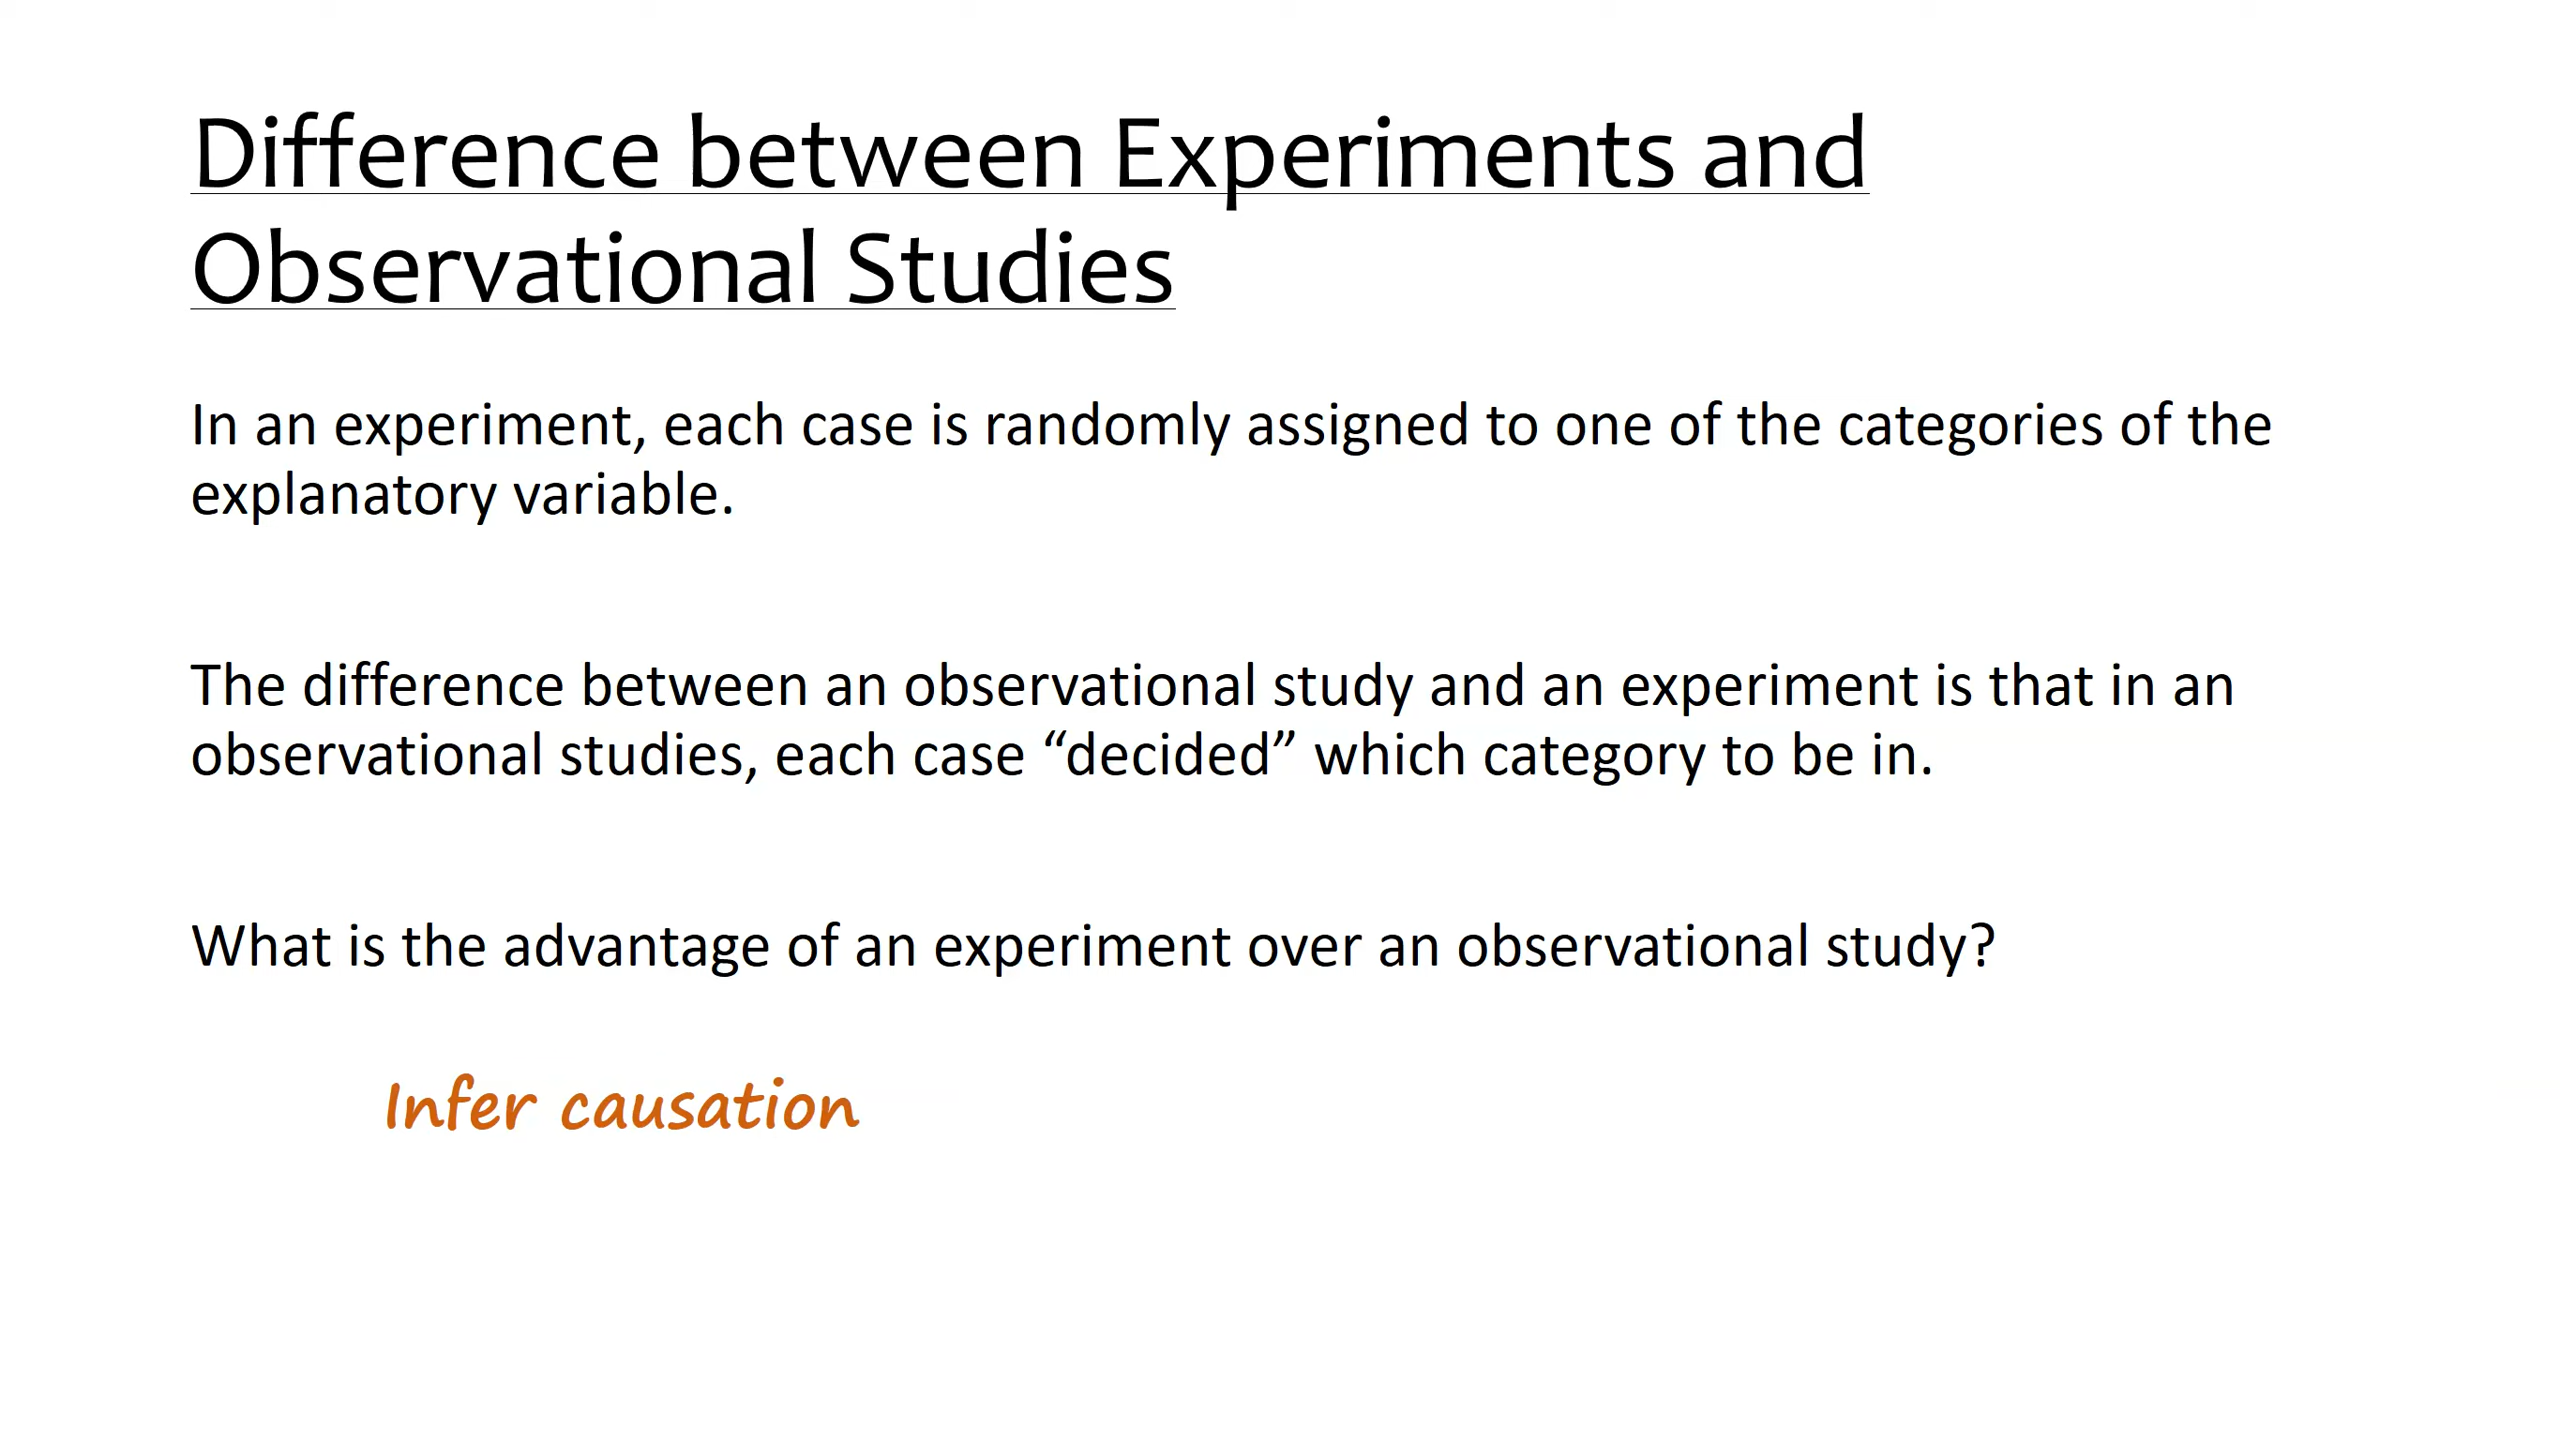 Difference between Experiments and
Observational Studies
In an experiment, each case is randomly assigned to one of the categories of the
explanatory variable.
The difference between an observational study and an experiment is that in an
observational studies, each case “decided” which category to be in.
What is the advantage of an experiment over an observational study?
Infer causation